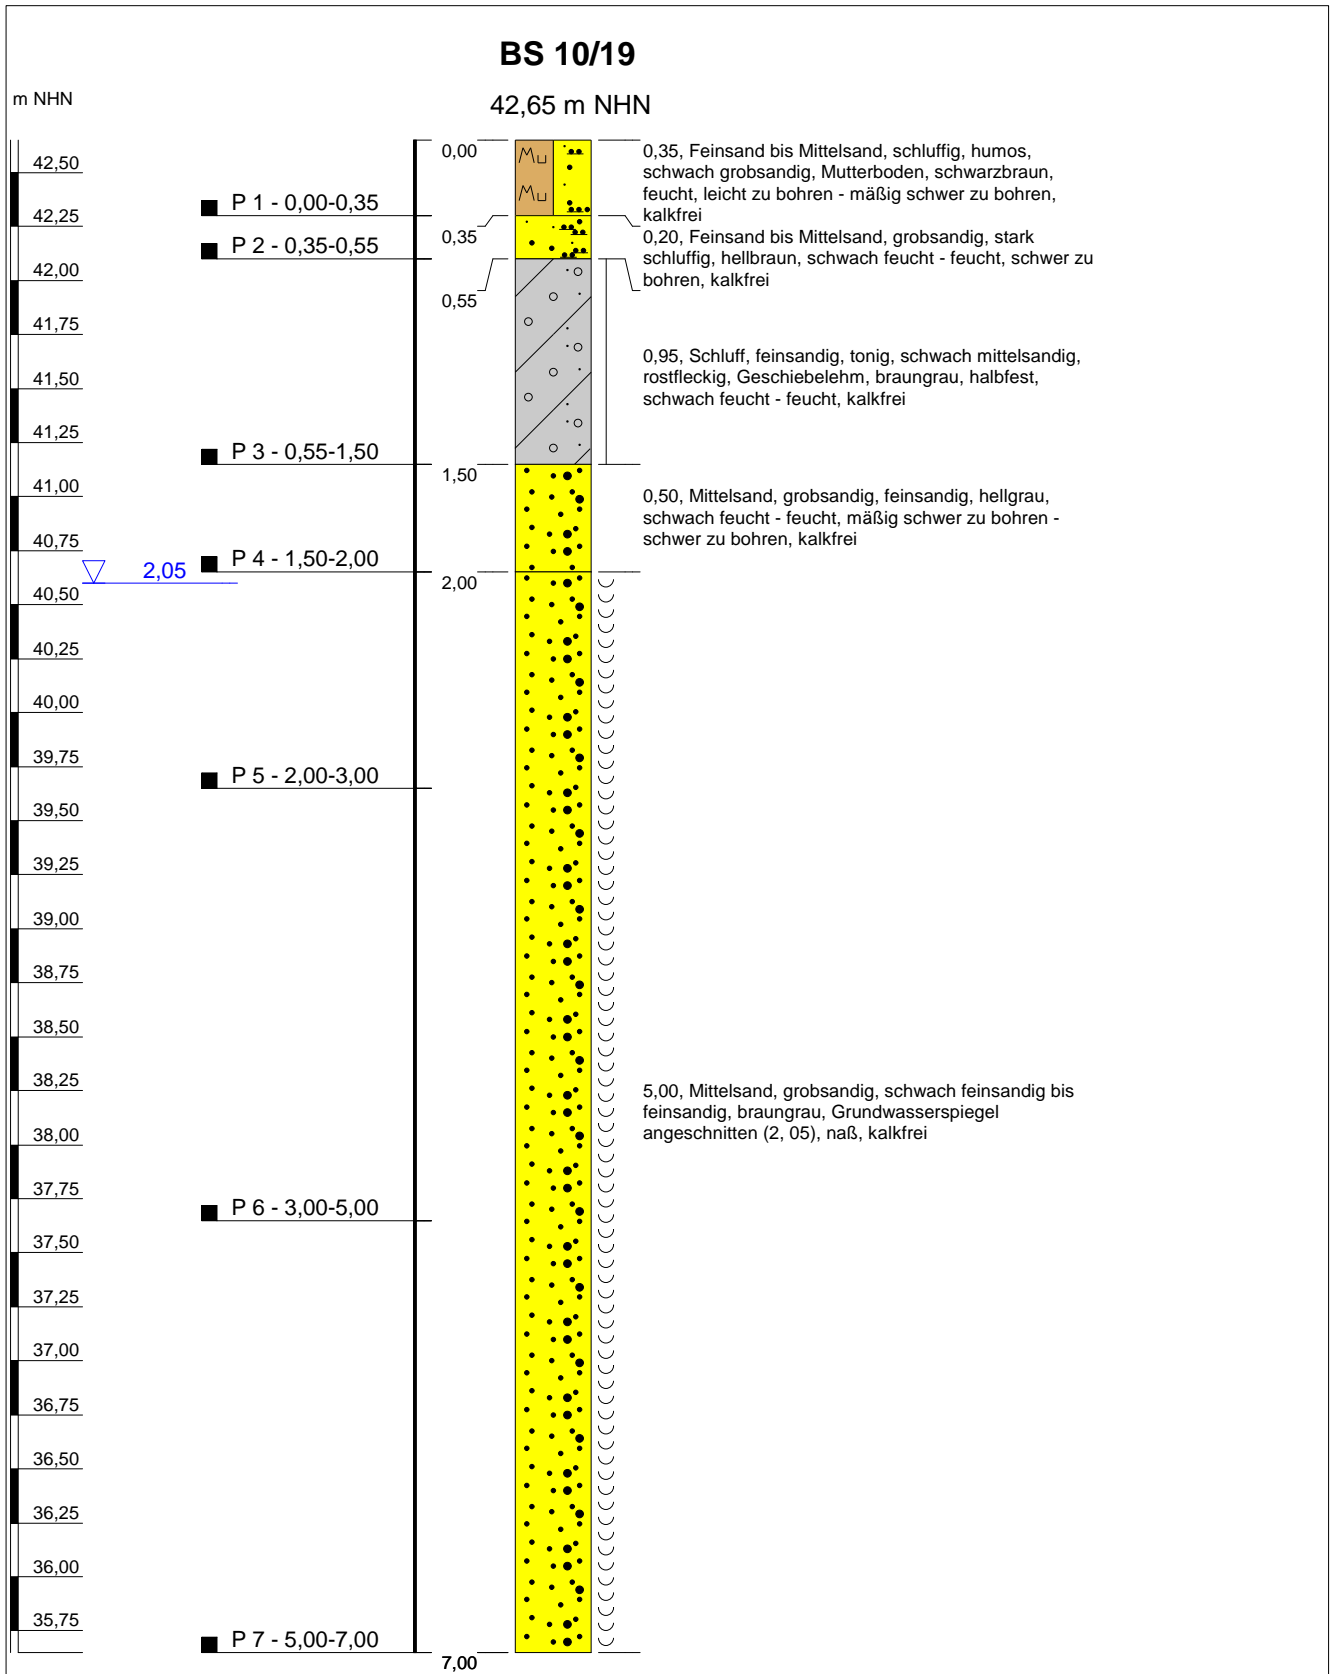 BS 10/19
m NHN
42,65 m NHN
42,50
42,25
42,00
41,75
41,50
41,25
41,00
40,75
40,50
40,25
40,00
39,75
39,50
39,25
39,00
38,75
38,50
38,25
38,00
37,75
37,50
37,25
37,00
36,75
36,50
36,25
36,00
35,75
P 1 - 0,00-0,35
P 2 - 0,35-0,55
P 3 - 0,55-1,50
P 4 - 1,50-2,00
2,05
P 5 - 2,00-3,00
P 6 - 3,00-5,00
P 7 - 5,00-7,00
0,00
0,35
0,55
1,50
2,00
7,00
Mu
Mu
0,35, Feinsand bis Mittelsand, schluffig, humos,
schwach grobsandig, Mutterboden, schwarzbraun,
feucht, leicht zu bohren - mäßig schwer zu bohren,
kalkfrei
0,20, Feinsand bis Mittelsand, grobsandig, stark
schluffig, hellbraun, schwach feucht - feucht, schwer zu
bohren, kalkfrei
0,95, Schluff, feinsandig, tonig, schwach mittelsandig,
rostfleckig, Geschiebelehm, braungrau, halbfest,
schwach feucht - feucht, kalkfrei
0,50, Mittelsand, grobsandig, feinsandig, hellgrau,
schwach feucht - feucht, mäßig schwer zu bohren -
schwer zu bohren, kalkfrei
5,00, Mittelsand, grobsandig, schwach feinsandig bis
feinsandig, braungrau, Grundwasserspiegel
angeschnitten (2, 05), naß, kalkfrei